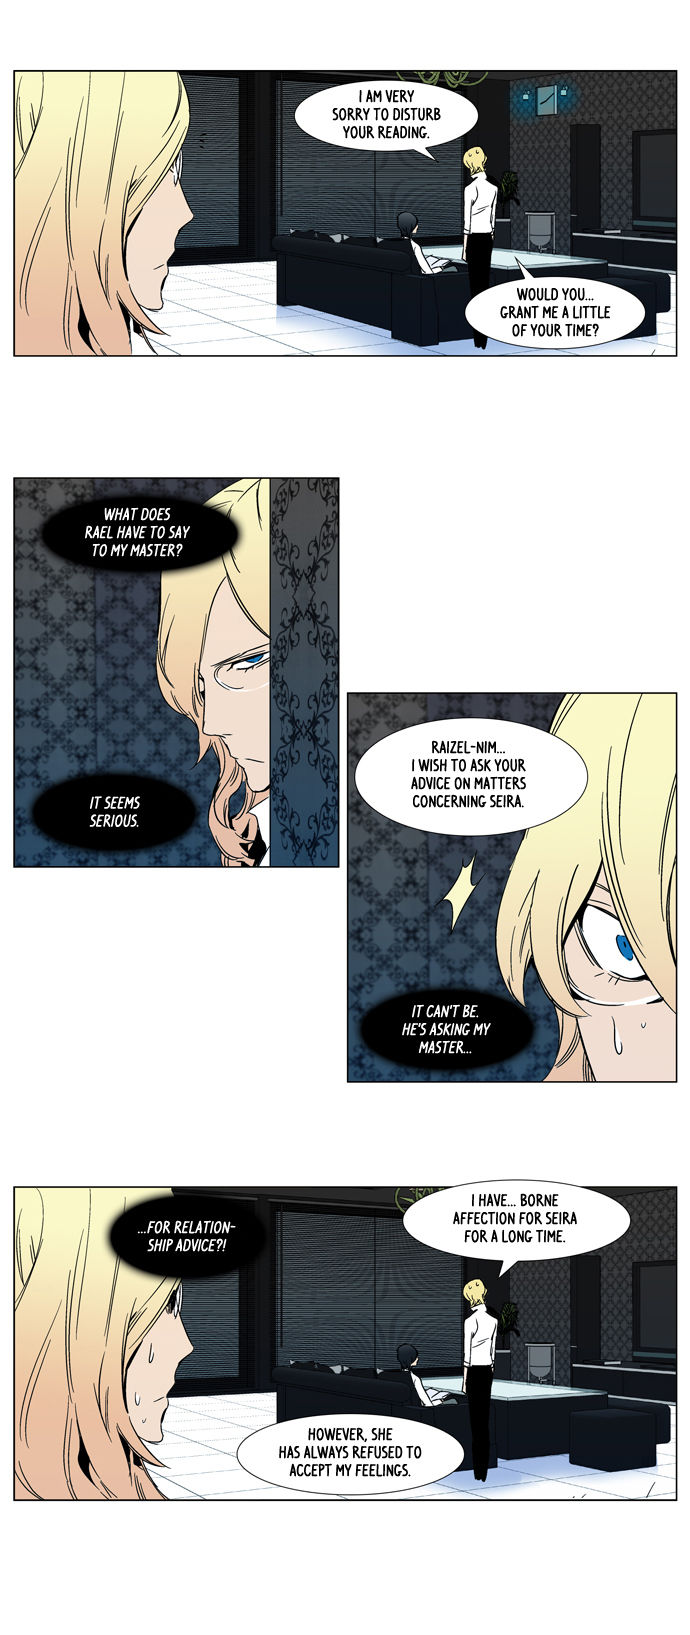 I AM VERY
SORRY TO DISTURB
YOUR READING.
WOULD YOU...
GRANT ME A LITTLE
OF YOUR TIME?
WHAT DOES
RAEL HAVE TO SAY
TO MY MASTER?
IT SEEMS
SERIOUS.
RAIZEL-NIM...
I WISH TO ASK YOUR
ADVICE ON MATTERS
CONCERNING SEIRA.
IT CAN'T BE.
HE'S ASKING MY
MASTER...
...FOR RELATION-
SHIP ADVICE?!
I HAVE... BORNE
AFFECTION FOR SEIRA
FOR A LONG TIME.
HOWEVER, SHE
HAS ALWAYS REFUSED TO
ACCEPT MY FEELINGS.